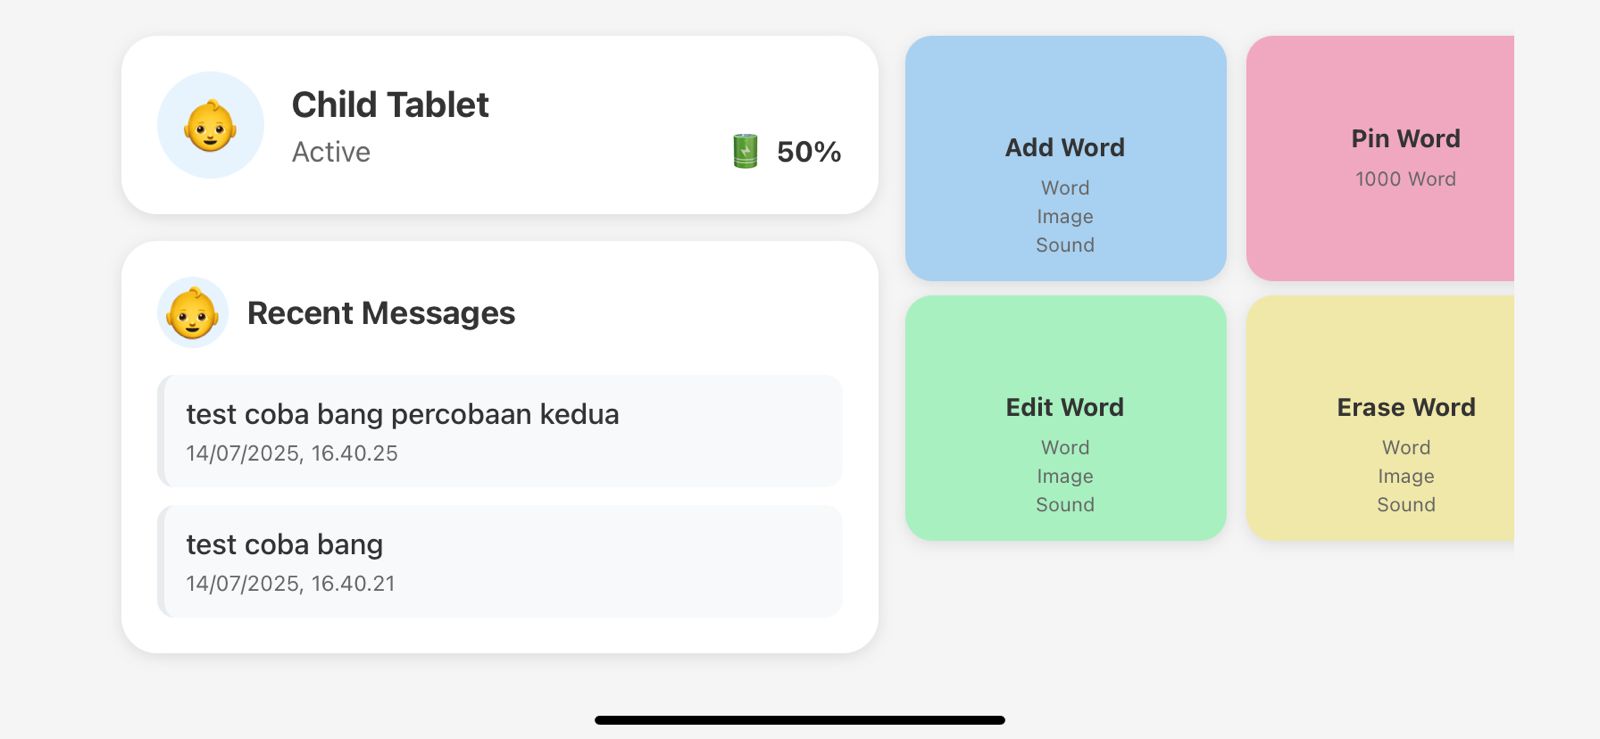 Child Tablet
Active
50%
Recent Messages
test coba bang percobaan kedua
14/07/2025, 16.40.25
test coba bang
14/07/2025, 16.40.21
Add Word
Word
Image
Sound
Pin Word
1000 Word
Edit Word
Word
Image
Sound
Erase Word
Word
Image
Sound